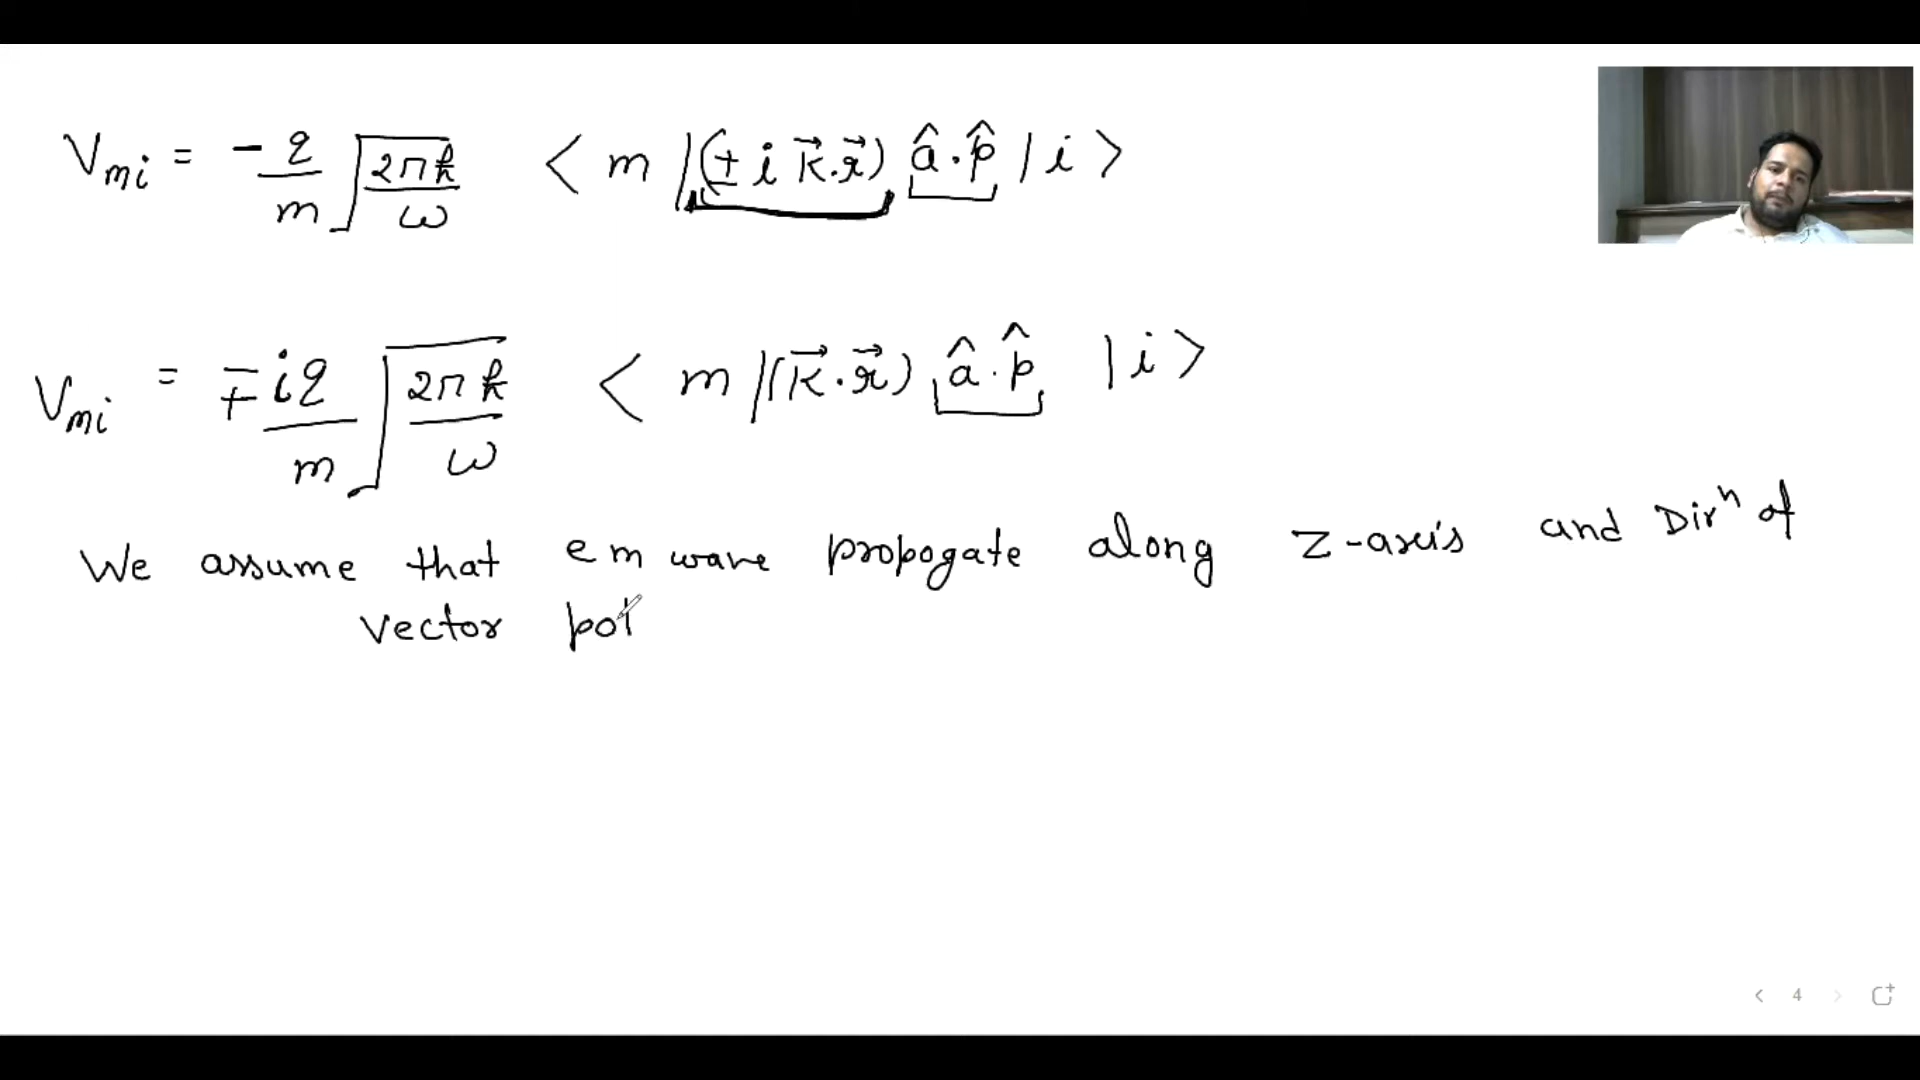 V_mi = - q/m √(2πħ/ω) < m |(± i k⃗.r⃗) â.p̂ | i >
V_mi = ∓ iq/m √(2πħ/ω) < m |(k⃗.r⃗) â.p̂ | i >
We assume that em wave propogate along Z-axis and Dirⁿ of
vector pot
< 4 >